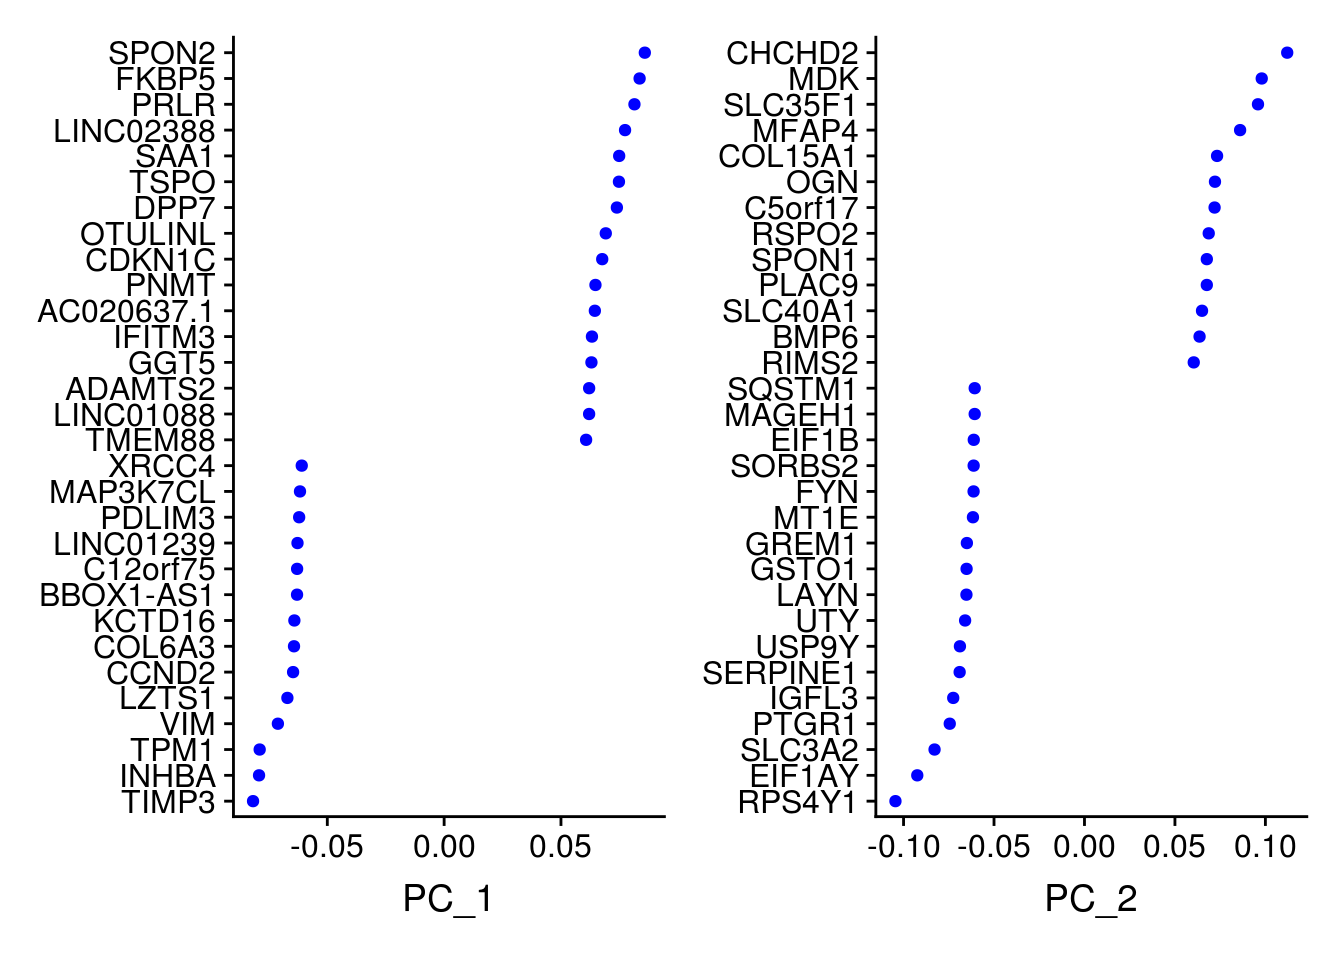 SPON2
FKBP5
PRLR
LINC02388
SAA1
TSPO
DPP7
OTULINL
CDKN1C
PNMT
AC020637.1
IFITM3
GGT5
ADAMTS2
LINC01088
TMEM88
XRCC4
MAP3K7CL
PDLIM3
LINC01239
C12orf75
BBOX1-AS1
KCTD16
COL6A3
CCND2
LZTS1
VIM
TPM1
INHBA
TIMP3
-0.05 0.00 0.05
PC_1
CHCHD2
MDK
SLC35F1
MFAP4
COL15A1
OGN
C5orf17
RSPO2
SPON1
PLAC9
SLC40A1
BMP6
RIMS2
SQSTM1
MAGEH1
EIF1B
SORBS2
FYN
MT1E
GREM1
GSTO1
LAYN
UTY
USP9Y
SERPINE1
IGFL3
PTGR1
SLC3A2
EIF1AY
RPS4Y1
-0.10 -0.05 0.00 0.05 0.10
PC_2